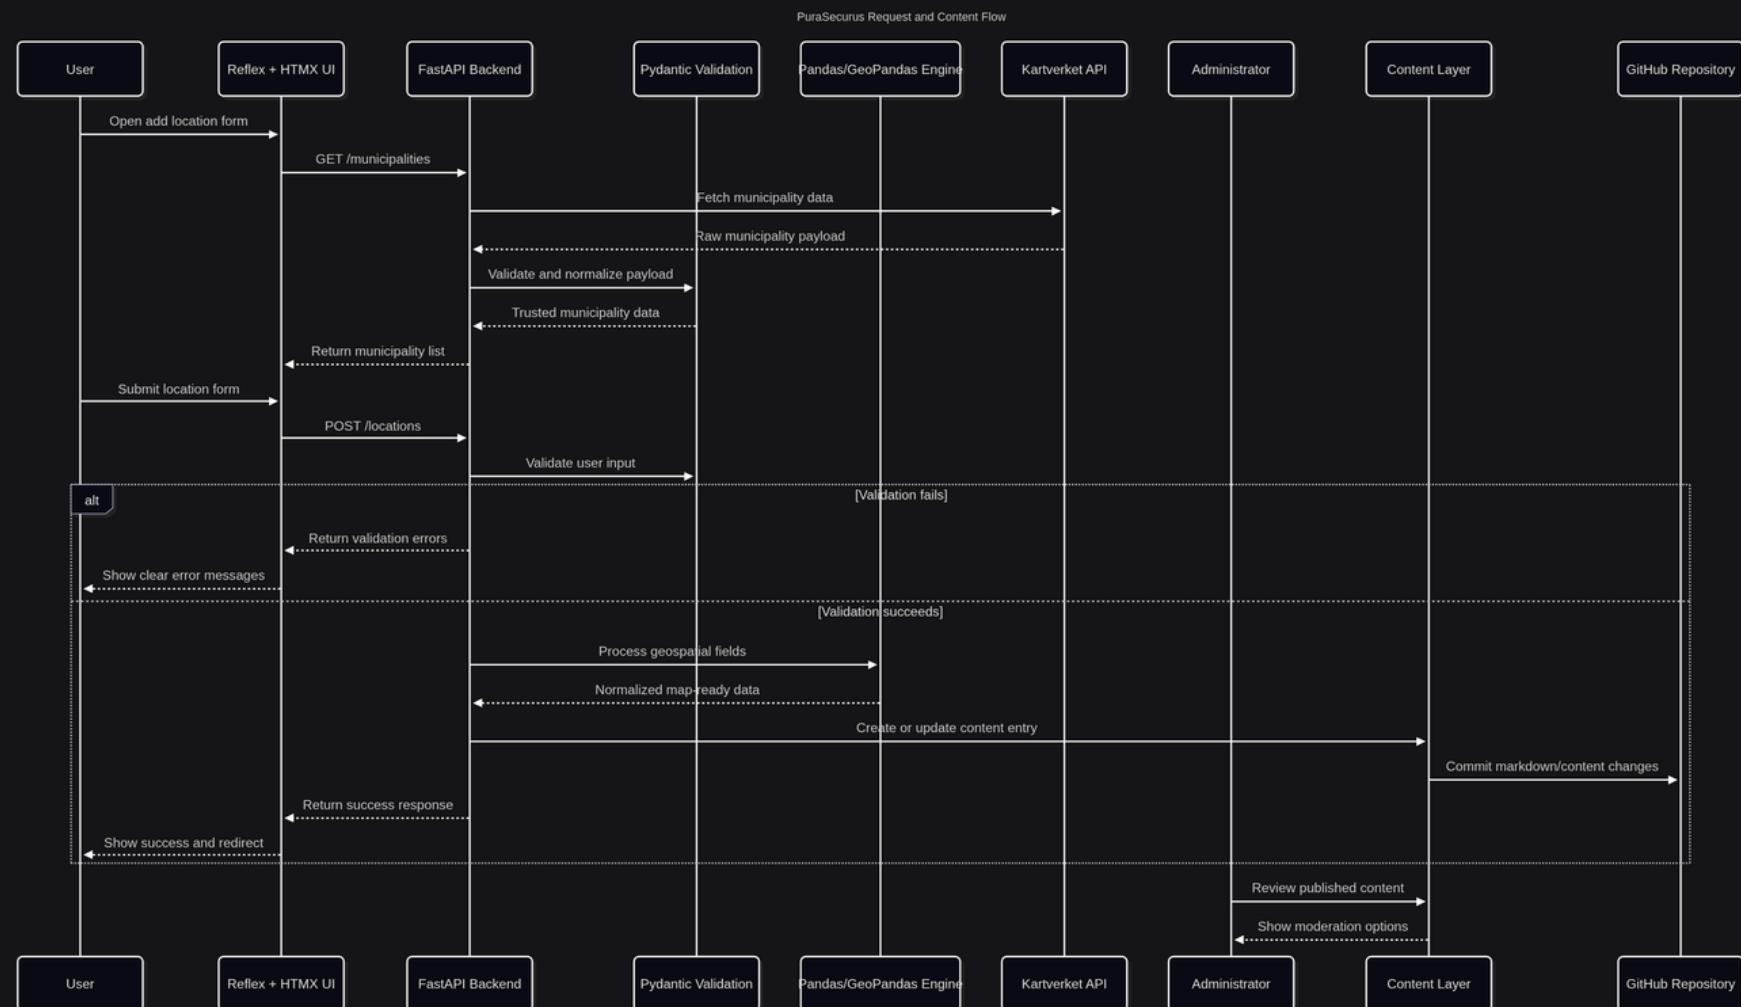 PuraSecurus Request and Content Flow
User
Reflex + HTMX UI
FastAPI Backend
Pydantic Validation
Pandas/GeoPandas Engine
Kartverket API
Administrator
Content Layer
GitHub Repository
Open add location form
GET /municipalities
Fetch municipality data
Raw municipality payload
Validate and normalize payload
Trusted municipality data
Return municipality list
Submit location form
POST /locations
Validate user input
alt
[Validation fails]
Return validation errors
Show clear error messages
[Validation succeeds]
Process geospatial fields
Normalized map-ready data
Create or update content entry
Commit markdown/content changes
Return success response
Show success and redirect
Review published content
Show moderation options
User
Reflex + HTMX UI
FastAPI Backend
Pydantic Validation
Pandas/GeoPandas Engine
Kartverket API
Administrator
Content Layer
GitHub Repository